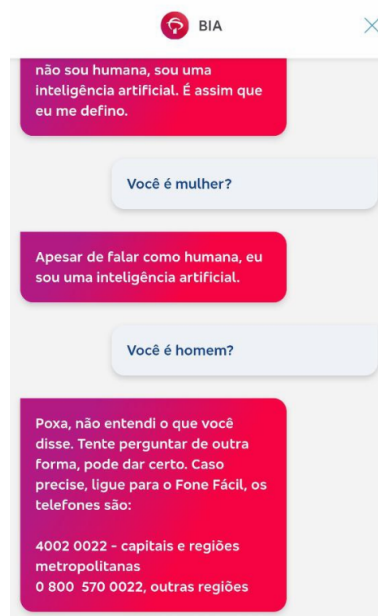 BIA
não sou humana, sou uma
inteligência artificial. É assim que
eu me defino.
Você é mulher?
Apesar de falar como humana, eu
sou uma inteligência artificial.
Você é homem?
Poxa, não entendi o que você
disse. Tente perguntar de outra
forma, pode dar certo. Caso
precise, ligue para o Fone Fácil, os
telefones são:
4002 0022 - capitais e regiões
metropolitanas
0 800  570 0022, outras regiões